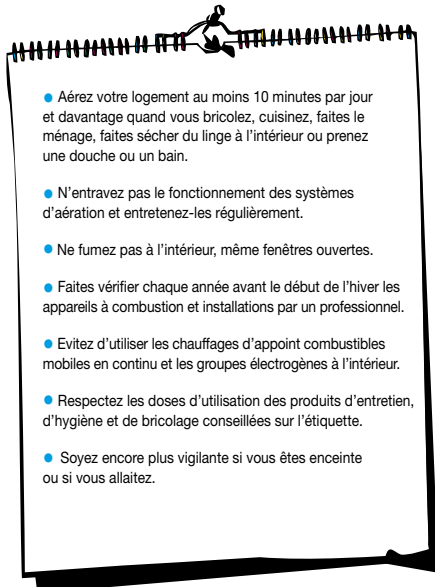 • Aérez votre logement au moins 10 minutes par jour
et davantage quand vous bricolez, cuisinez, faites le
ménage, faites sécher du linge à l'intérieur ou prenez
une douche ou un bain.
• N'entravez pas le fonctionnement des systèmes
d'aération et entretenez-les régulièrement.
• Ne fumez pas à l'intérieur, même fenêtres ouvertes.
• Faites vérifier chaque année avant le début de l'hiver les
appareils à combustion et installations par un professionnel.
• Evitez d'utiliser les chauffages d'appoint combustibles
mobiles en continu et les groupes électrogènes à l'intérieur.
• Respectez les doses d'utilisation des produits d'entretien,
d'hygiène et de bricolage conseillées sur l'étiquette.
• Soyez encore plus vigilante si vous êtes enceinte
ou si vous allaitez.